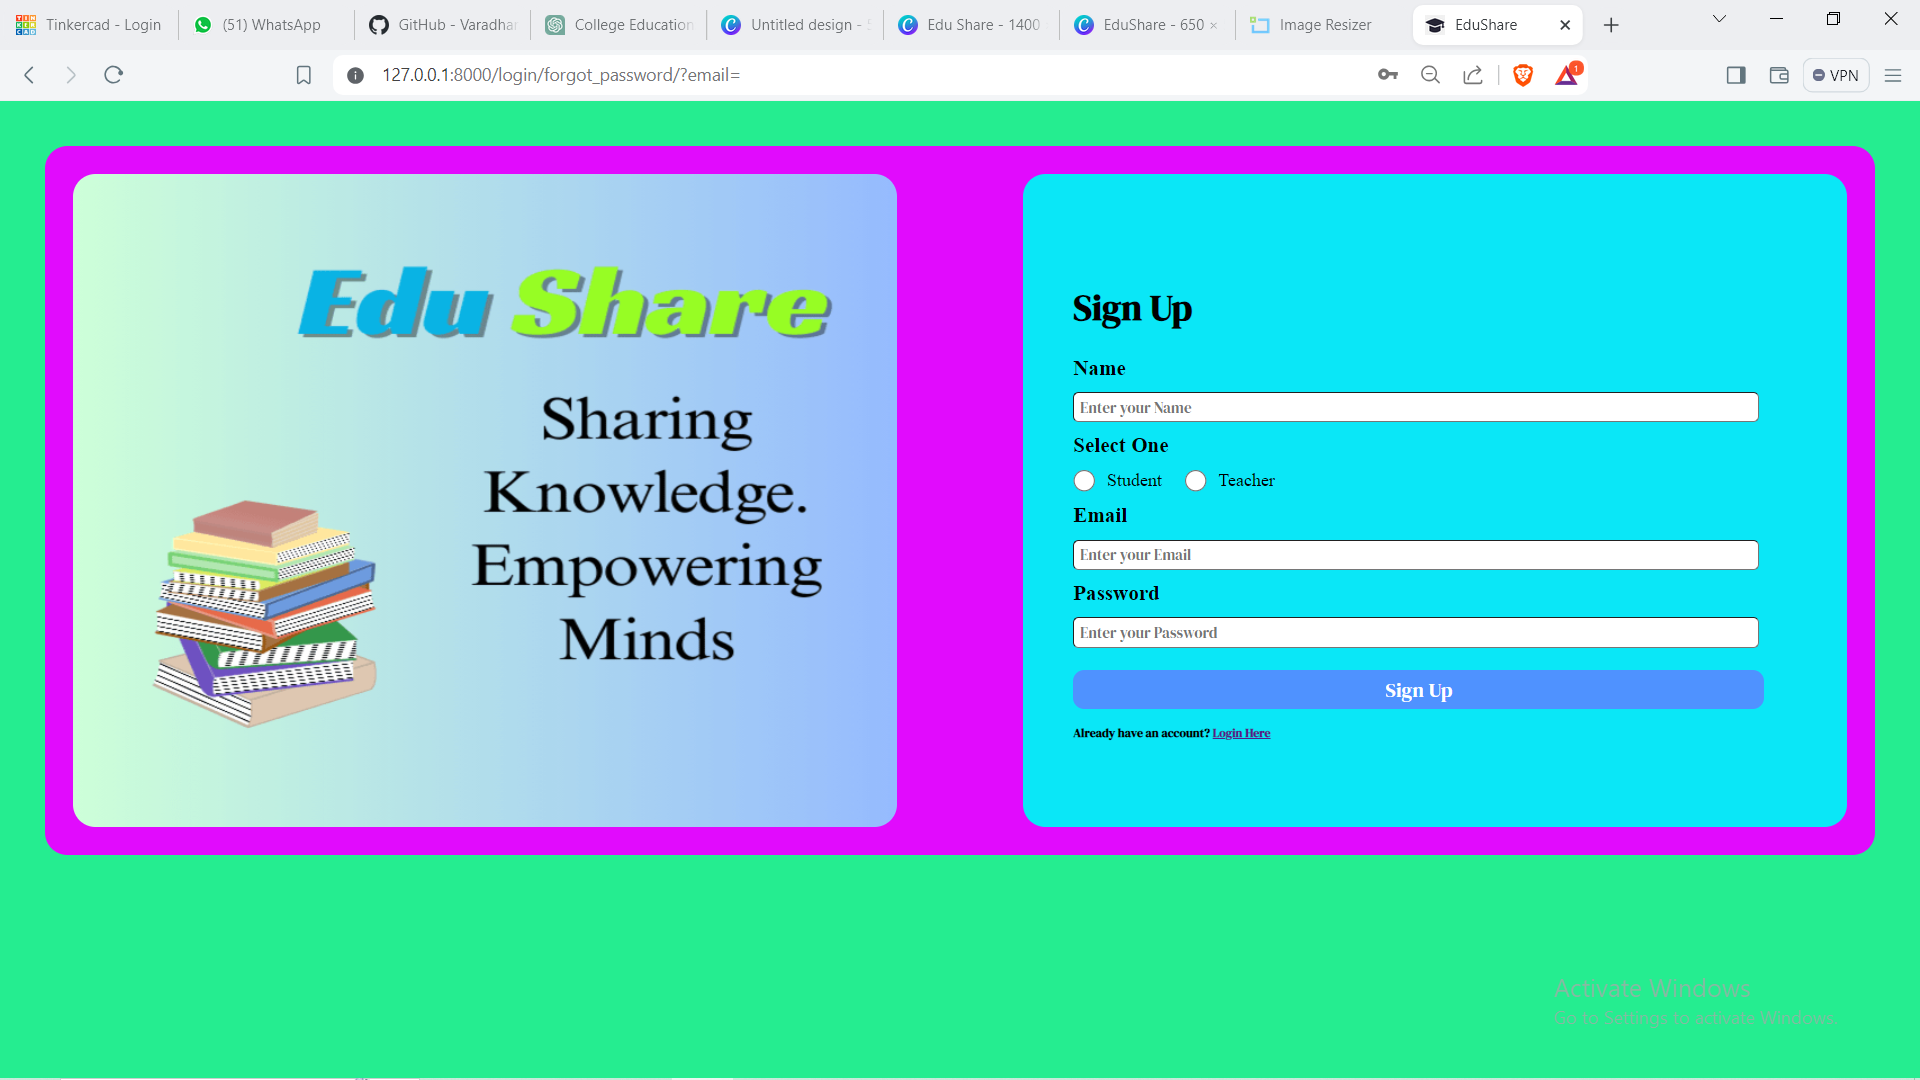 Tinkercad - Login
(51) WhatsApp
GitHub - Varadhar
College Education
Untitled design - 5
Edu Share - 1400
EduShare - 650 ×
Image Resizer
EduShare
127.0.0.1:8000/login/forgot_password/?email=
1
VPN
Edu Share
Sharing
Knowledge.
Empowering
Minds
Sign Up
Name
Enter your Name
Select One
Student Teacher
Email
Enter your Email
Password
Enter your Password
Sign Up
Already have an account? Login Here
Activate Windows
Go to Settings to activate Windows.